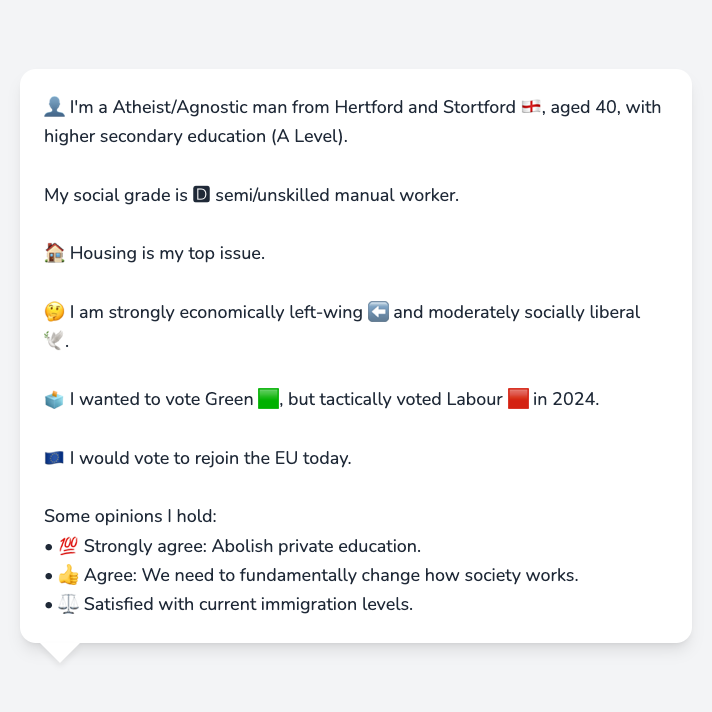 👤 I'm a Atheist/Agnostic man from Hertford and Stortford 🏴󠁧󠁢󠁥󠁮󠁧󠁿, aged 40, with
higher secondary education (A Level).
My social grade is 🅳 semi/unskilled manual worker.
🏠 Housing is my top issue.
🤔 I am strongly economically left-wing ⬅️ and moderately socially liberal
🕊️.
🗳️ I wanted to vote Green 🟩, but tactically voted Labour 🟥 in 2024.
🇪🇺 I would vote to rejoin the EU today.
Some opinions I hold:
• 💯 Strongly agree: Abolish private education.
• 👍 Agree: We need to fundamentally change how society works.
• ⚖️ Satisfied with current immigration levels.